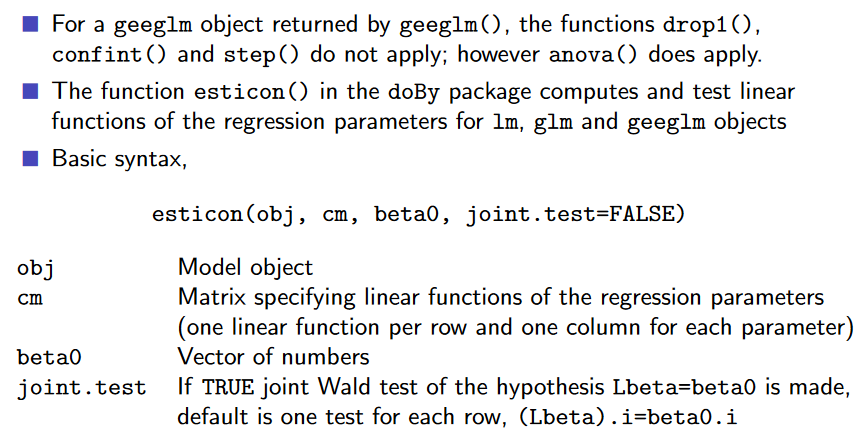 For a geeglm object returned by geeglm(), the functions drop1(),
confint() and step() do not apply; however anova() does apply.
The function esticon() in the doBy package computes and test linear
functions of the regression parameters for lm, glm and geeglm objects
Basic syntax,
esticon(obj, cm, beta0, joint.test=FALSE)
obj Model object
cm Matrix specifying linear functions of the regression parameters
(one linear function per row and one column for each parameter)
beta0 Vector of numbers
joint.test If TRUE joint Wald test of the hypothesis Lbeta=beta0 is made,
default is one test for each row, (Lbeta).i=beta0.i